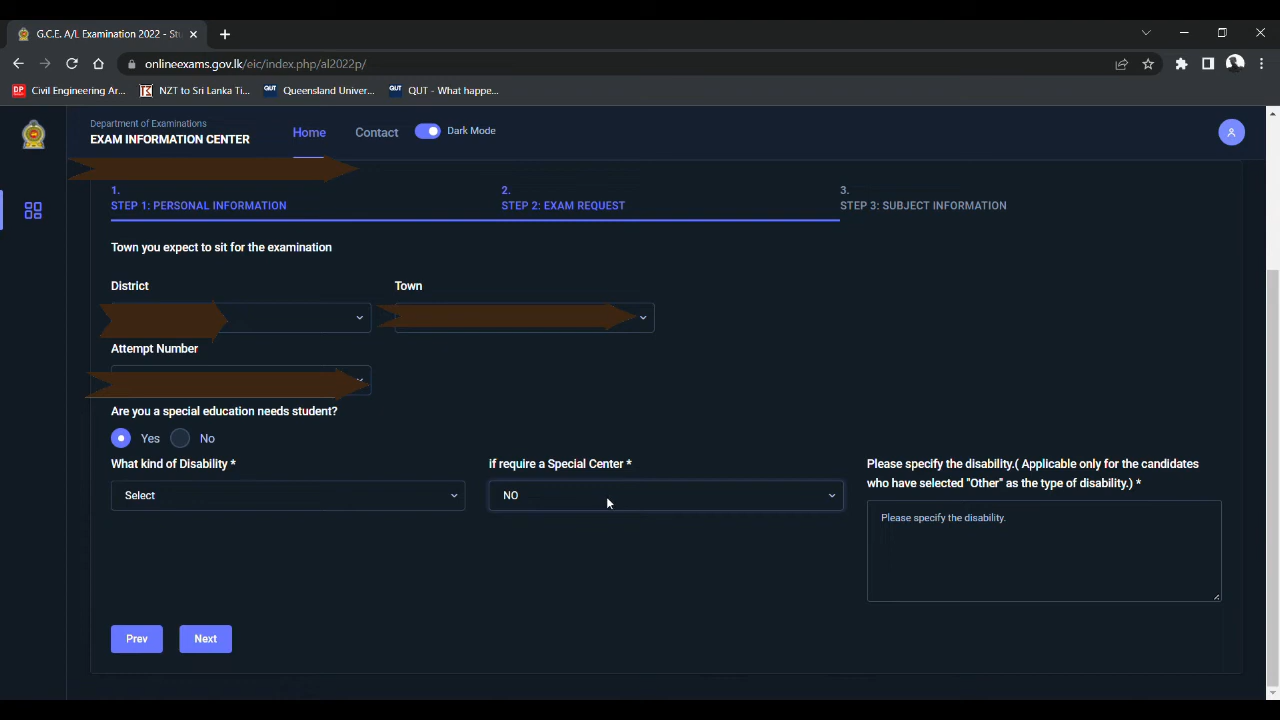 G.C.E. A/L Examination 2022 - St
onlineexams.gov.lk/eic/index.php/al2022p/
DP Civil Engineering Ar...
NZT to Sri Lanka Ti...
QUT Queensland Univer...
QUT QUT - What happe...
Department of Examinations
EXAM INFORMATION CENTER
Home
Contact
Dark Mode
1.
STEP 1: PERSONAL INFORMATION
2.
STEP 2: EXAM REQUEST
3.
STEP 3: SUBJECT INFORMATION
Town you expect to sit for the examination
District
Town
Attempt Number
Are you a special education needs student?
Yes
No
What kind of Disability *
Select
if require a Special Center *
NO
Please specify the disability.( Applicable only for the candidates
who have selected "Other" as the type of disability.) *
Please specify the disability.
Prev
Next